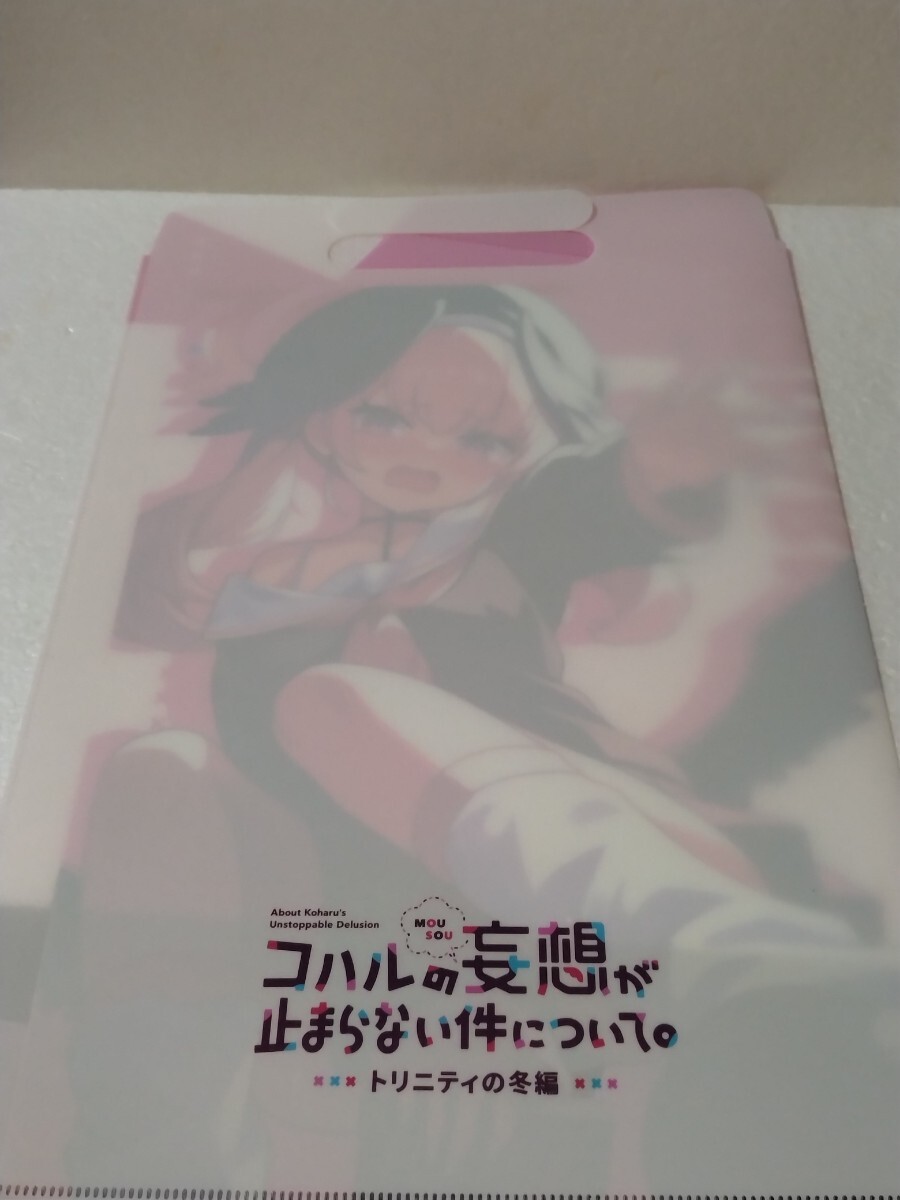 About Koharu's
Unstoppable Delusion
MOU
SOU
コハルの妄想が
止まらない件について。
××× トリニティの冬編 ×××